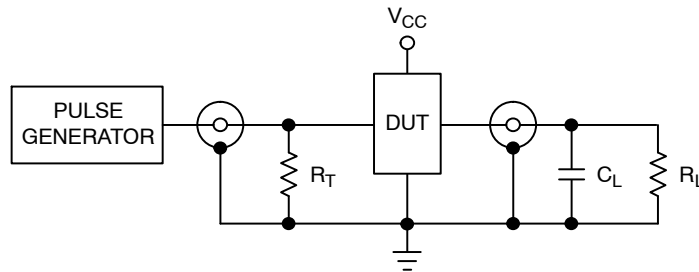 VCC
PULSE
GENERATOR
DUT
RT
CL
RL